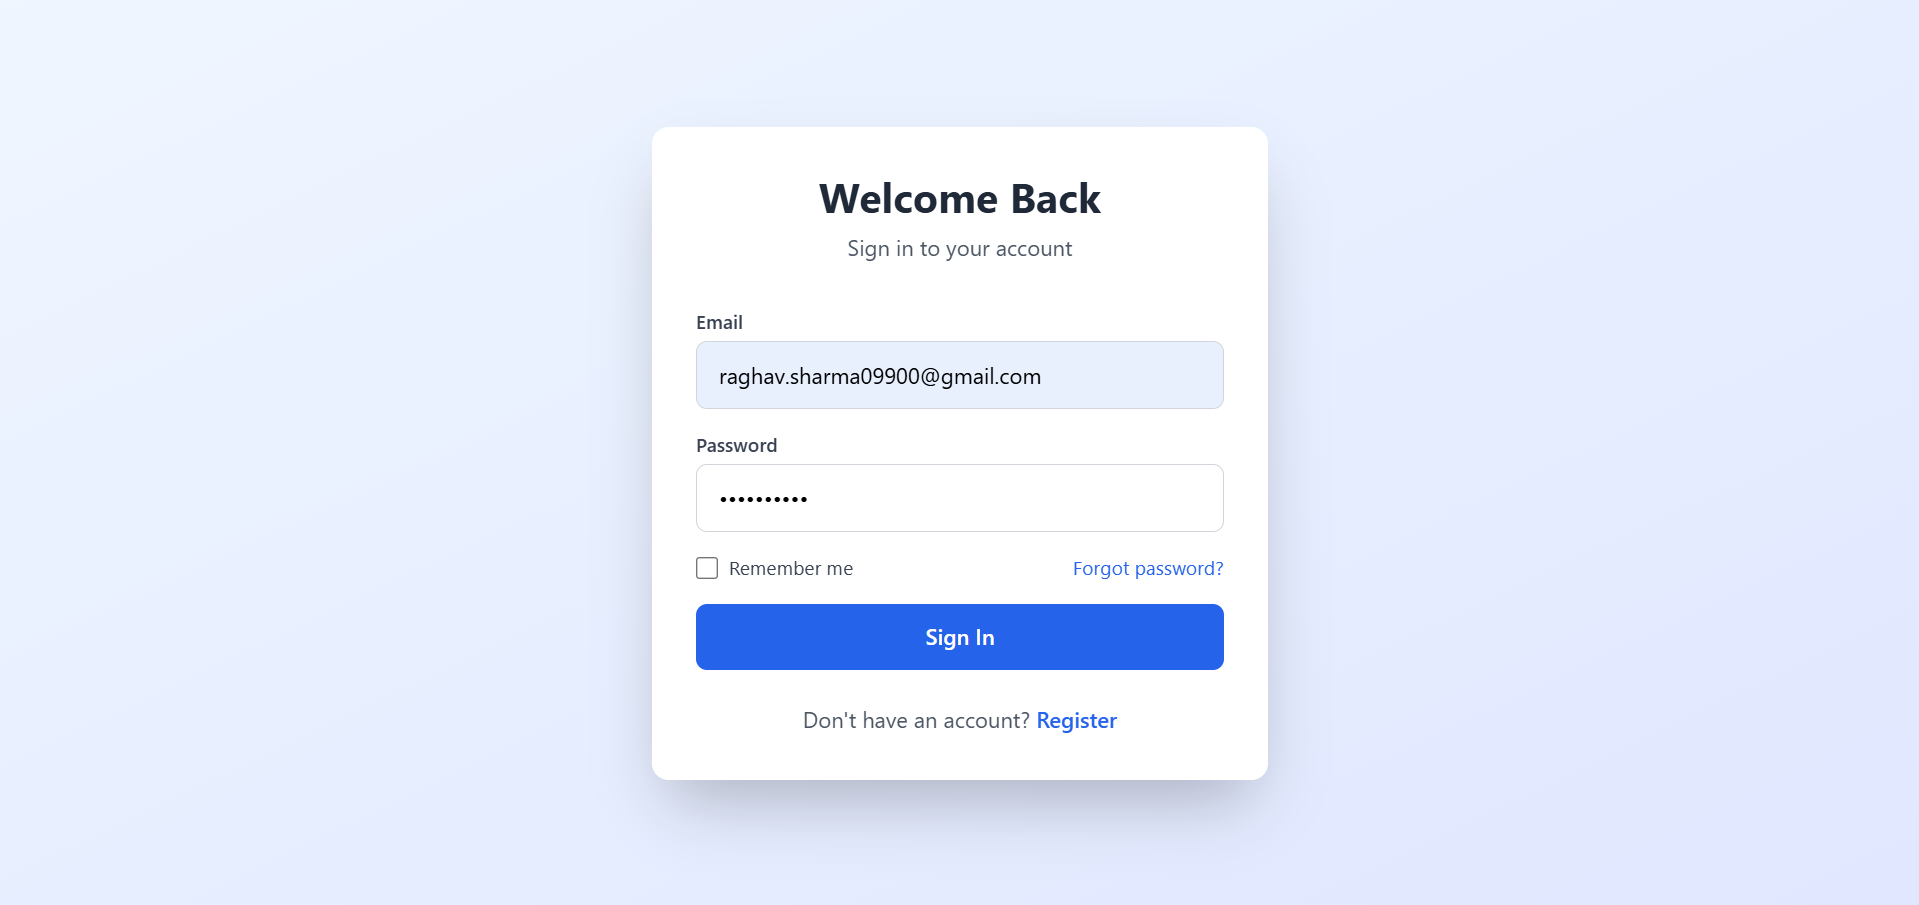 Welcome Back
Sign in to your account
Email
raghav.sharma09900@gmail.com
Password
••••••••••
Remember me
Forgot password?
Sign In
Don't have an account? Register